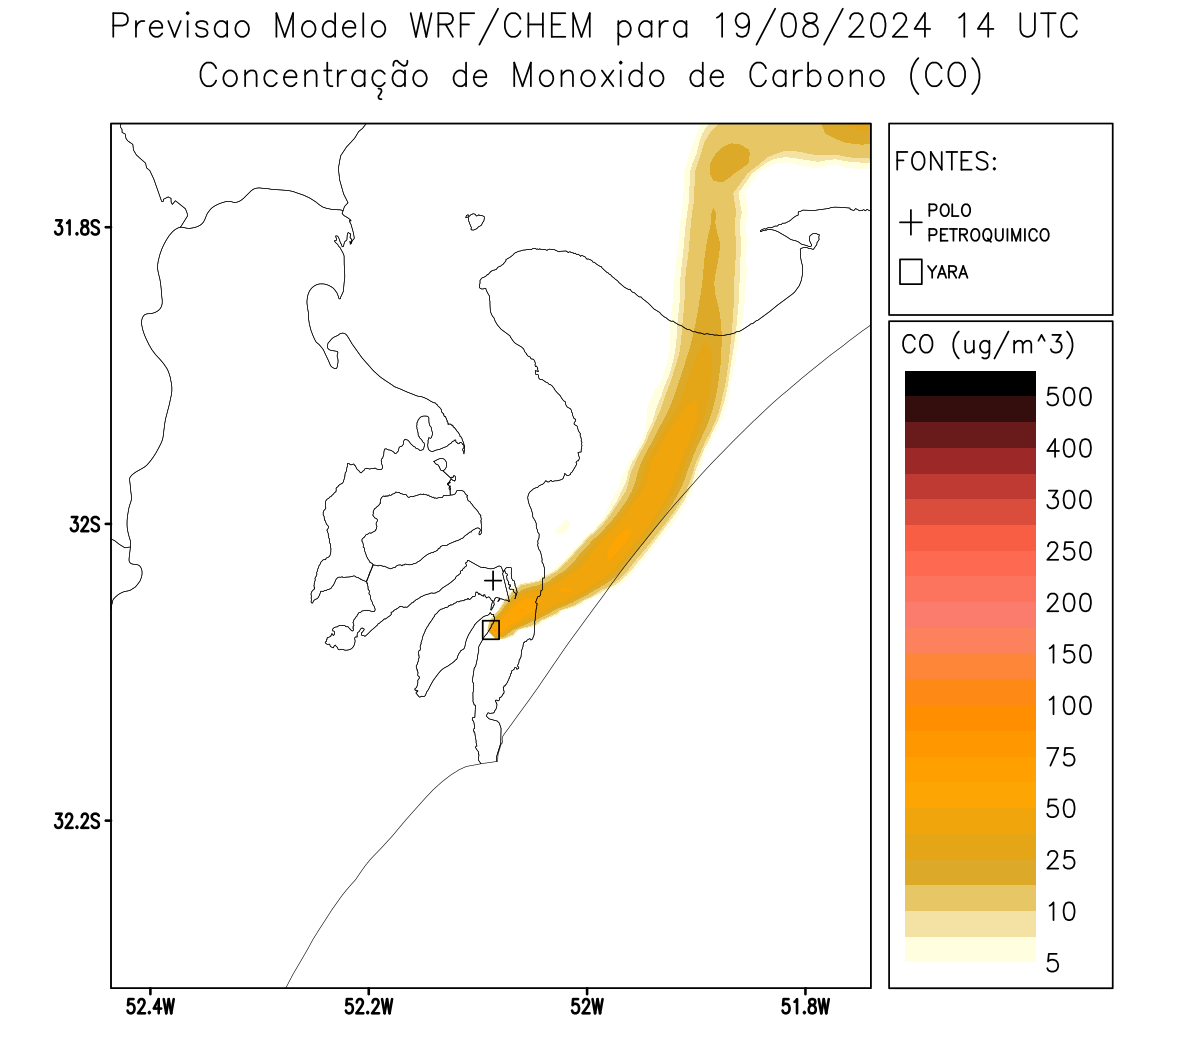 Previsao Modelo WRF/CHEM para 19/08/2024 14 UTC
Concentração de Monoxido de Carbono (CO)
FONTES:
POLO
PETROQUIMICO
YARA
CO (ug/m^3)
500
400
300
250
200
150
100
75
50
25
10
5
31.8S
32S
32.2S
52.4W
52.2W
52W
51.8W